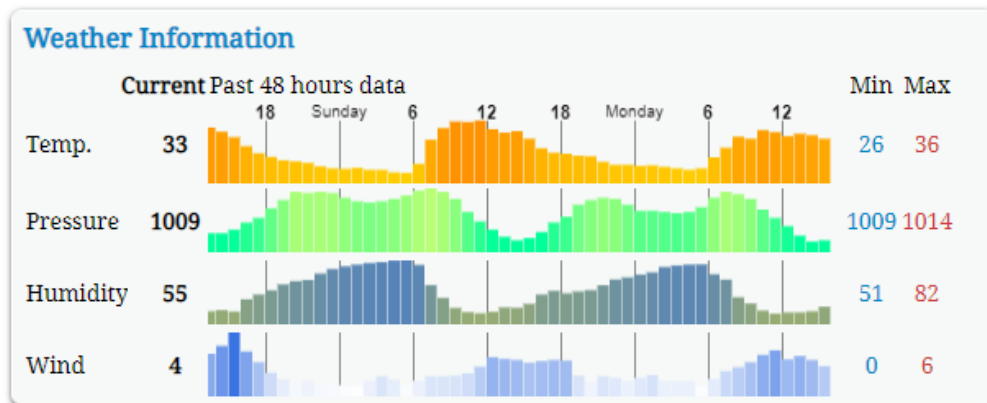 Weather Information
Current Past 48 hours data Min Max
18 Sunday 6 12 18 Monday 6 12
Temp. 33 26 36
Pressure 1009 1009 1014
Humidity 55 51 82
Wind 4 0 6